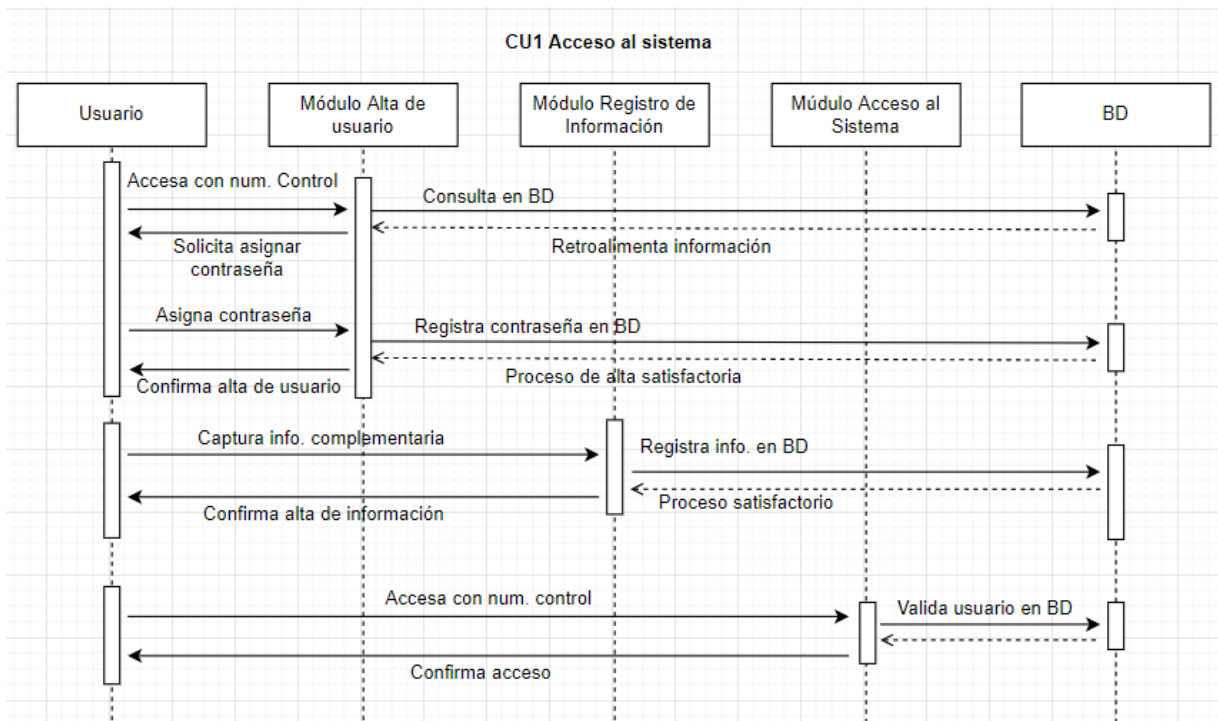 CU1 Acceso al sistema
Usuario
Módulo Alta de
usuario
Módulo Registro de
Información
Múdulo Acceso al
Sistema
BD
Accesa con num. Control
Consulta en BD
Solicita asignar
contraseña
Retroalimenta información
Asigna contraseña
Registra contraseña en BD
Confirma alta de usuario
Proceso de alta satisfactoria
Captura info. complementaria
Registra info. en BD
Confirma alta de información
Proceso satisfactorio
Accesa con num. control
Valida usuario en BD
Confirma acceso